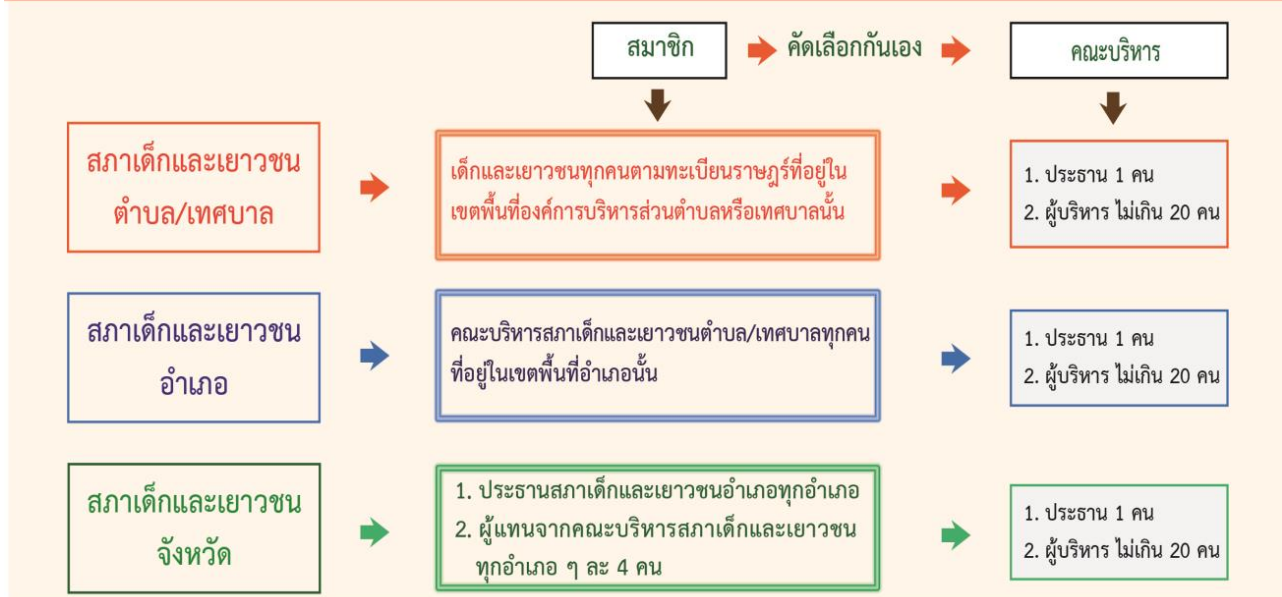 สมาชิก
คัดเลือกกันเอง
คณะบริหาร
สภาเด็กและเยาวชน
ตำบล/เทศบาล
เด็กและเยาวชนทุกคนตามทะเบียนราษฎร์ที่อยู่ใน
เขตพื้นที่องค์การบริหารส่วนตำบลหรือเทศบาลนั้น
1. ประธาน 1 คน
2. ผู้บริหาร ไม่เกิน 20 คน
สภาเด็กและเยาวชน
อำเภอ
คณะบริหารสภาเด็กและเยาวชนตำบล/เทศบาลทุกคน
ที่อยู่ในเขตพื้นที่อำเภอนั้น
1. ประธาน 1 คน
2. ผู้บริหาร ไม่เกิน 20 คน
สภาเด็กและเยาวชน
จังหวัด
1. ประธานสภาเด็กและเยาวชนอำเภอทุกอำเภอ
2. ผู้แทนจากคณะบริหารสภาเด็กและเยาวชน
ทุกอำเภอ ๆ ละ 4 คน
1. ประธาน 1 คน
2. ผู้บริหาร ไม่เกิน 20 คน